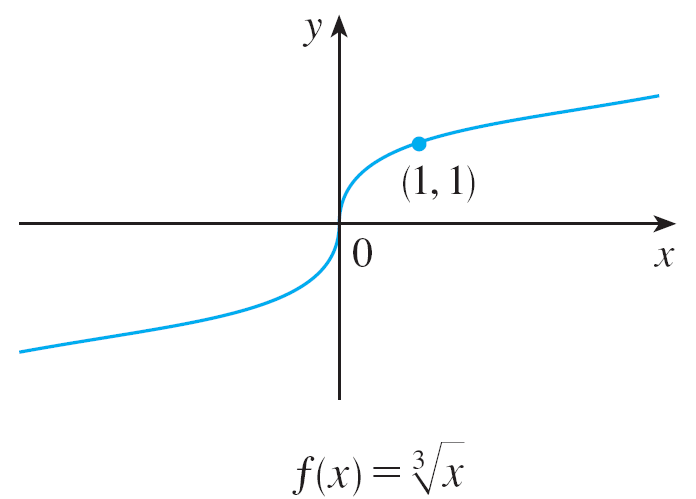 y
(1, 1)
0
x
f(x) = ∛x